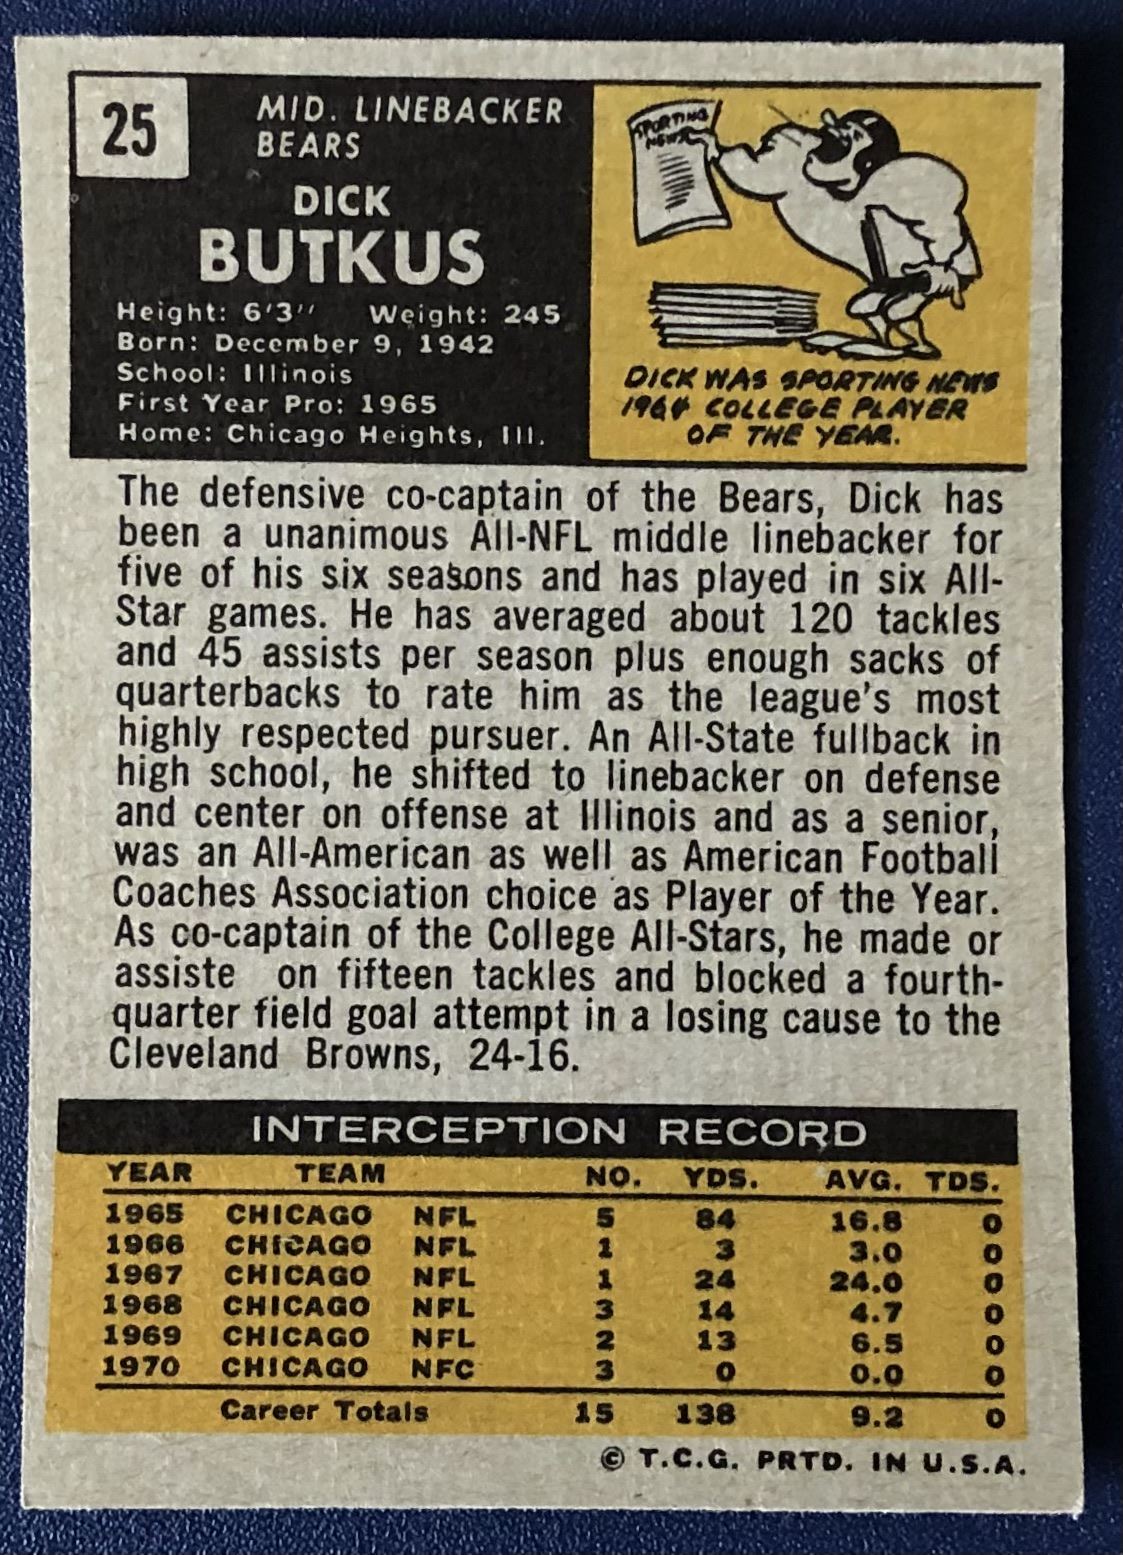 25
MID. LINEBACKER
BEARS
DICK
BUTKUS
Height: 6'3'' Weight: 245
Born: December 9, 1942
School: Illinois
First Year Pro: 1965
Home: Chicago Heights, Ill.
SPORTING
NEWS
DICK WAS SPORTING NEWS
1964 COLLEGE PLAYER
OF THE YEAR.
The defensive co-captain of the Bears, Dick has
been a unanimous All-NFL middle linebacker for
five of his six seasons and has played in six All-
Star games. He has averaged about 120 tackles
and 45 assists per season plus enough sacks of
quarterbacks to rate him as the league's most
highly respected pursuer. An All-State fullback in
high school, he shifted to linebacker on defense
and center on offense at Illinois and as a senior,
was an All-American as well as American Football
Coaches Association choice as Player of the Year.
As co-captain of the College All-Stars, he made or
assiste on fifteen tackles and blocked a fourth-
quarter field goal attempt in a losing cause to the
Cleveland Browns, 24-16.
INTERCEPTION RECORD
YEAR TEAM NO. YDS. AVG. TDS.
1965 CHICAGO NFL 5 84 16.8 0
1966 CHICAGO NFL 1 3 3.0 0
1967 CHICAGO NFL 1 24 24.0 0
1968 CHICAGO NFL 3 14 4.7 0
1969 CHICAGO NFL 2 13 6.5 0
1970 CHICAGO NFC 3 0 0.0 0
Career Totals 15 138 9.2 0
© T.C.G. PRTD. IN U.S.A.